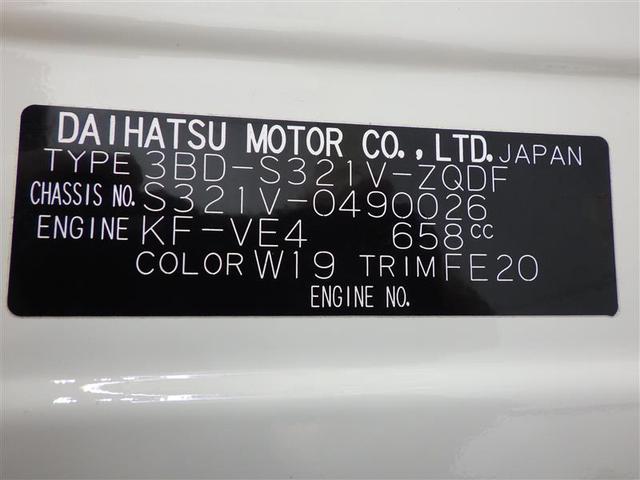 DAIHATSU MOTOR CO.,LTD. JAPAN
TYPE 3BD-S321V-ZQDF
CHASSIS NO. S321V-0490026
ENGINE KF-VE4 658cc
COLOR W19 TRIM FE20
ENGINE NO.